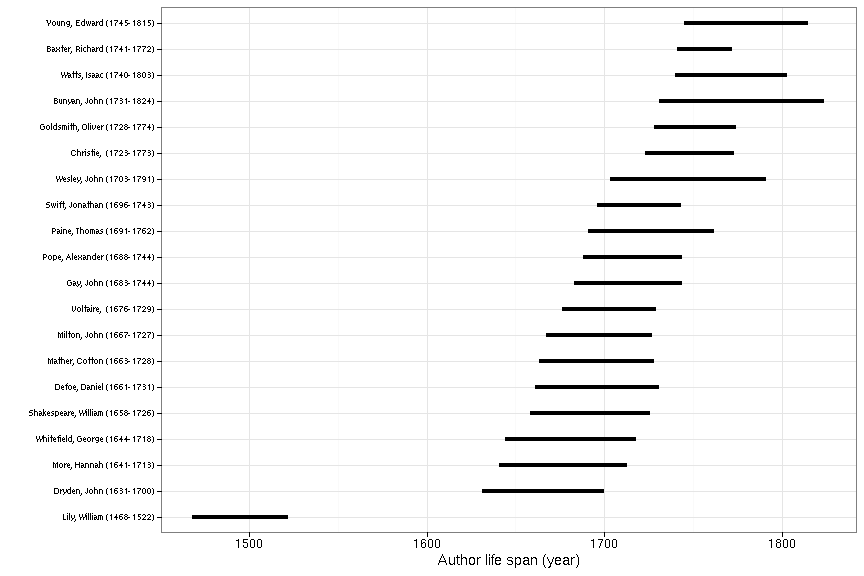 Young, Edward (1745-1815)
Baxter, Richard (1741-1772)
Watts, Isaac (1740-1803)
Bunyan, John (1731-1824)
Goldsmith, Oliver (1728-1774)
Christie, (1723-1773)
Wesley, John (1703-1791)
Swift, Jonathan (1696-1743)
Paine, Thomas (1691-1762)
Pope, Alexander (1688-1744)
Gay, John (1683-1744)
Voltaire, (1676-1729)
Milton, John (1667-1727)
Mather, Cotton (1663-1728)
Defoe, Daniel (1661-1731)
Shakespeare, William (1658-1726)
Whitefield, George (1644-1718)
More, Hannah (1641-1713)
Dryden, John (1631-1700)
Lily, William (1468-1522)
1500 1600 1700 1800
Author life span (year)